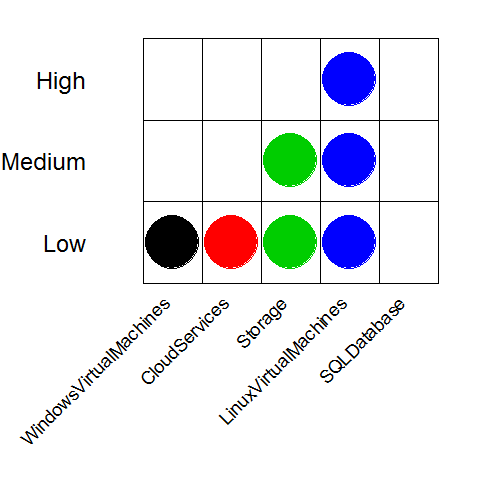 High
Medium
Low
WindowsVirtualMachines
CloudServices
Storage
LinuxVirtualMachines
SQLDatabase